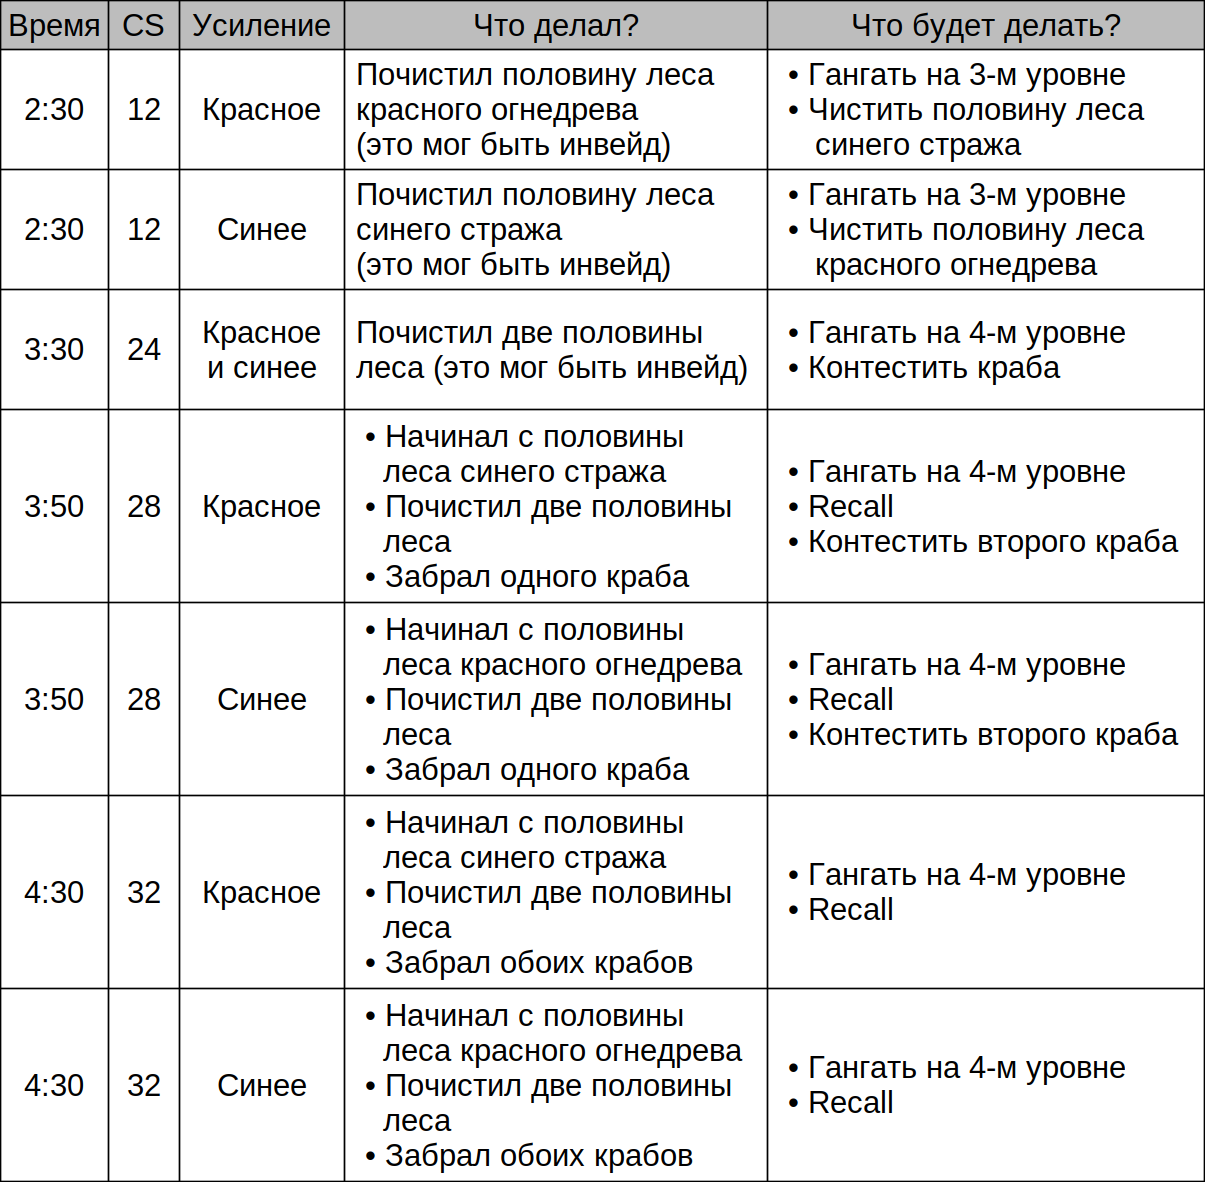 Время CS Усиление Что делал? Что будет делать?
2:30 12 Красное
Почистил половину леса
красного огнедрева
(это мог быть инвейд)
• Гангать на 3-м уровне
• Чистить половину леса
синего стража
2:30 12 Синее
Почистил половину леса
синего стража
(это мог быть инвейд)
• Гангать на 3-м уровне
• Чистить половину леса
красного огнедрева
3:30 24
Красное
и синее
Почистил две половины
леса (это мог быть инвейд)
• Гангать на 4-м уровне
• Контестить краба
3:50 28 Красное
• Начинал с половины
леса синего стража
• Почистил две половины
леса
• Забрал одного краба
• Гангать на 4-м уровне
• Recall
• Контестить второго краба
3:50 28 Синее
• Начинал с половины
леса красного огнедрева
• Почистил две половины
леса
• Забрал одного краба
• Гангать на 4-м уровне
• Recall
• Контестить второго краба
4:30 32 Красное
• Начинал с половины
леса синего стража
• Почистил две половины
леса
• Забрал обоих крабов
• Гангать на 4-м уровне
• Recall
4:30 32 Синее
• Начинал с половины
леса красного огнедрева
• Почистил две половины
леса
• Забрал обоих крабов
• Гангать на 4-м уровне
• Recall